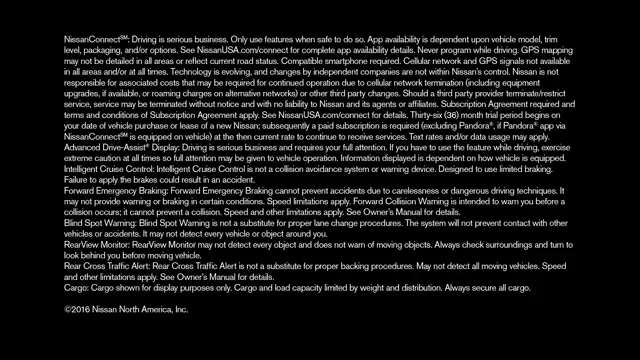 NissanConnect℠: Driving is serious business. Only use features when safe to do so. App availability is dependent upon vehicle model, trim
level, packaging, and/or options. See NissanUSA.com/connect for complete app availability details. Never program while driving. GPS mapping
may not be detailed in all areas or reflect current road status. Compatible smartphone required. Cellular network and GPS signals not available
in all areas and/or at all times. Technology is evolving, and changes by independent companies are not within Nissan's control. Nissan is not
responsible for associated costs that may be required for continued operation due to cellular network termination (including equipment
upgrades, if available, or roaming charges on alternative networks) or other third party changes. Should a third party provider terminate/restrict
service, service may be terminated without notice and with no liability to Nissan and its agents or affiliates. Subscription Agreement required and
terms and conditions of Subscription Agreement apply. See NissanUSA.com/connect for details. Thirty-six (36) month trial period begins on
your date of vehicle purchase or lease of a new Nissan; subsequently a paid subscription is required (excluding Pandora®, if Pandora® app via
NissanConnect℠ is equipped on vehicle) at the then current rate to continue to receive services. Text rates and/or data usage may apply.
Advanced Drive-Assist® Display: Driving is serious business and requires your full attention. If you have to use the feature while driving, exercise
extreme caution at all times so full attention may be given to vehicle operation. Information displayed is dependent on how vehicle is equipped.
Intelligent Cruise Control: Intelligent Cruise Control is not a collision avoidance system or warning device. Designed to use limited braking.
Failure to apply the brakes could result in an accident.
Forward Emergency Braking: Forward Emergency Braking cannot prevent accidents due to carelessness or dangerous driving techniques. It
may not provide warning or braking in certain conditions. Speed limitations apply. Forward Collision Warning is intended to warn you before a
collision occurs; it cannot prevent a collision. Speed and other limitations apply. See Owner's Manual for details.
Blind Spot Warning: Blind Spot Warning is not a substitute for proper lane change procedures. The system will not prevent contact with other
vehicles or accidents. It may not detect every vehicle or object around you.
RearView Monitor: RearView Monitor may not detect every object and does not warn of moving objects. Always check surroundings and turn to
look behind you before moving vehicle.
Rear Cross Traffic Alert: Rear Cross Traffic Alert is not a substitute for proper backing procedures. May not detect all moving vehicles. Speed
and other limitations apply. See Owner's Manual for details.
Cargo: Cargo shown for display purposes only. Cargo and load capacity limited by weight and distribution. Always secure all cargo.
©2016 Nissan North America, Inc.